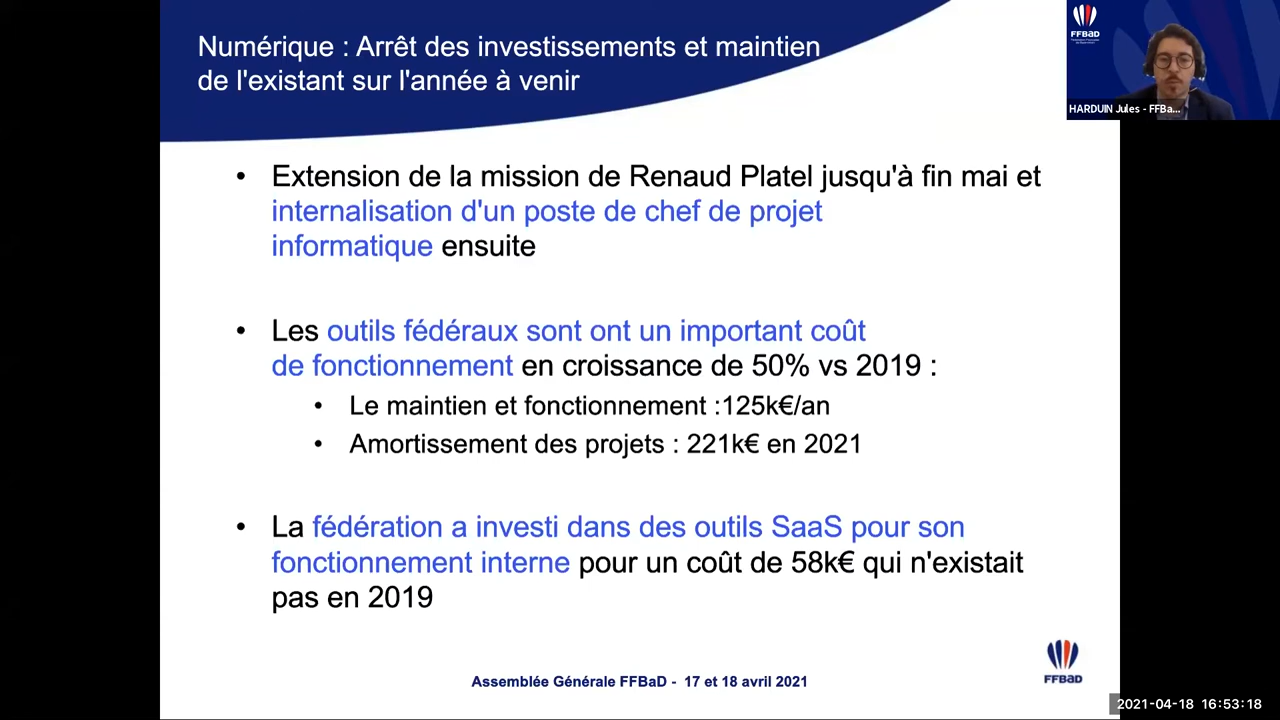 Numérique : Arrêt des investissements et maintien
de l'existant sur l'année à venir
FFBaD
HARDUIN Jules - FFBa...
• Extension de la mission de Renaud Platel jusqu'à fin mai et
internalisation d'un poste de chef de projet
informatique ensuite
• Les outils fédéraux sont ont un important coût
de fonctionnement en croissance de 50% vs 2019 :
• Le maintien et fonctionnement :125k€/an
• Amortissement des projets : 221k€ en 2021
• La fédération a investi dans des outils SaaS pour son
fonctionnement interne pour un coût de 58k€ qui n'existait
pas en 2019
FFBaD
Assemblée Générale FFBaD - 17 et 18 avril 2021
2021-04-18 16:53:18